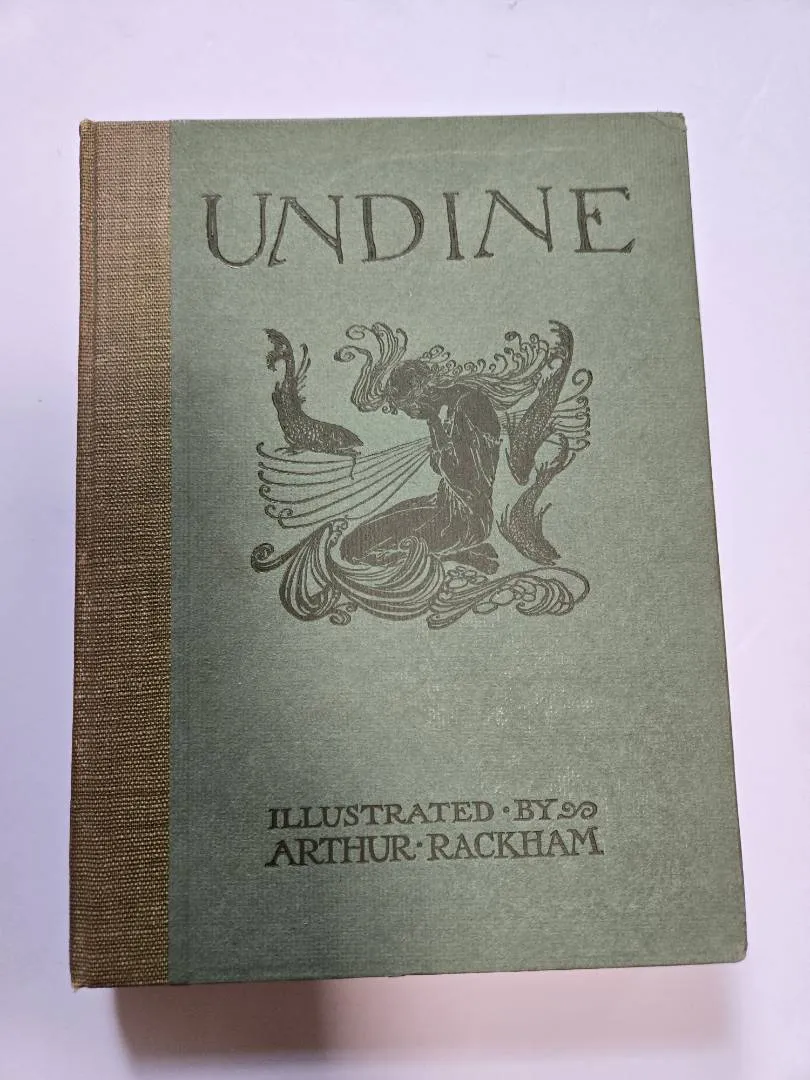 UNDINE
ILLUSTRATED · BY
ARTHUR · RACKHAM